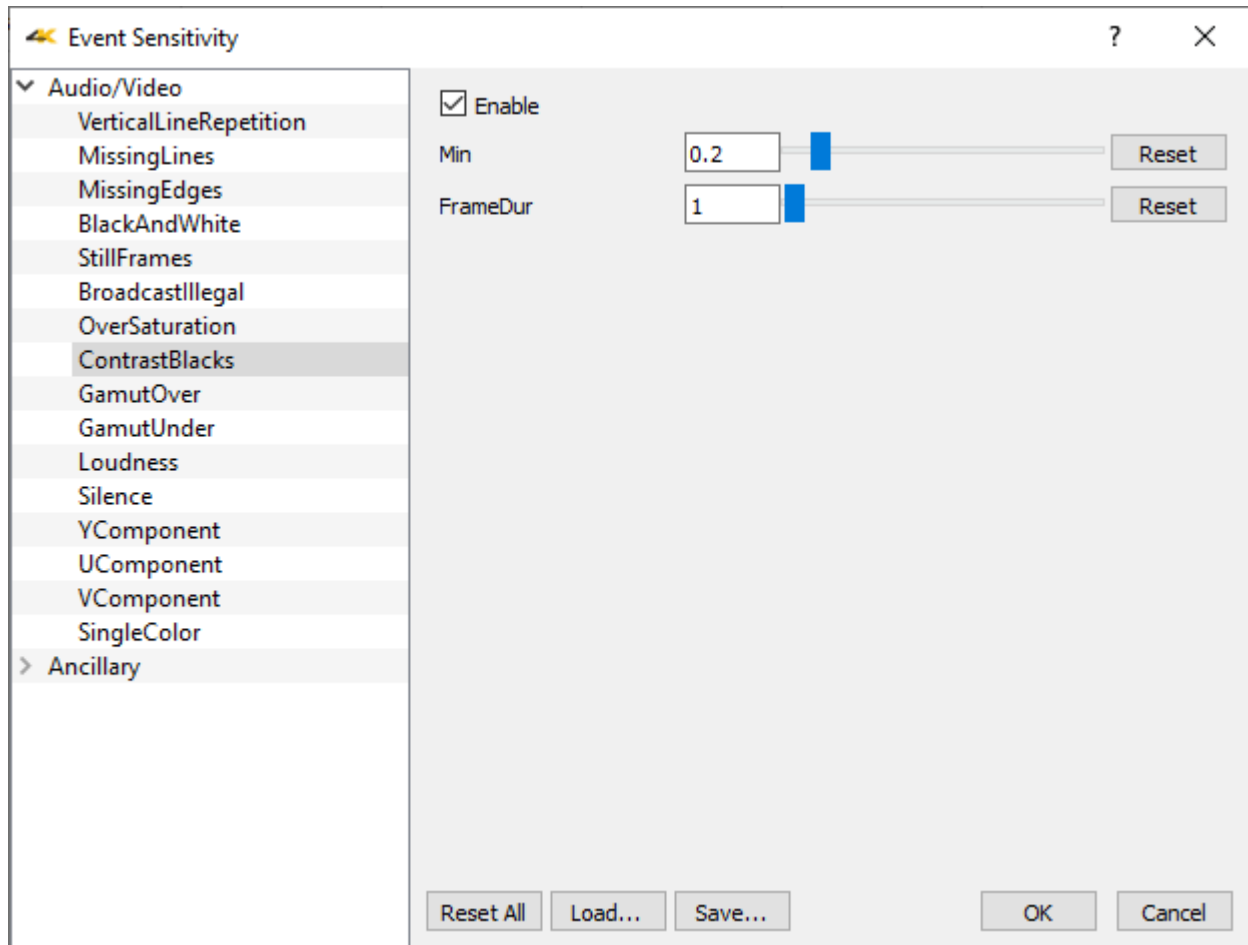 4K Event Sensitivity ?
Audio/Video
VerticalLineRepetition
MissingLines
MissingEdges
BlackAndWhite
StillFrames
BroadcastIllegal
OverSaturation
ContrastBlacks
GamutOver
GamutUnder
Loudness
Silence
YComponent
UComponent
VComponent
SingleColor
Ancillary
Enable
Min 0.2 Reset
FrameDur 1 Reset
Reset All Load... Save... OK Cancel